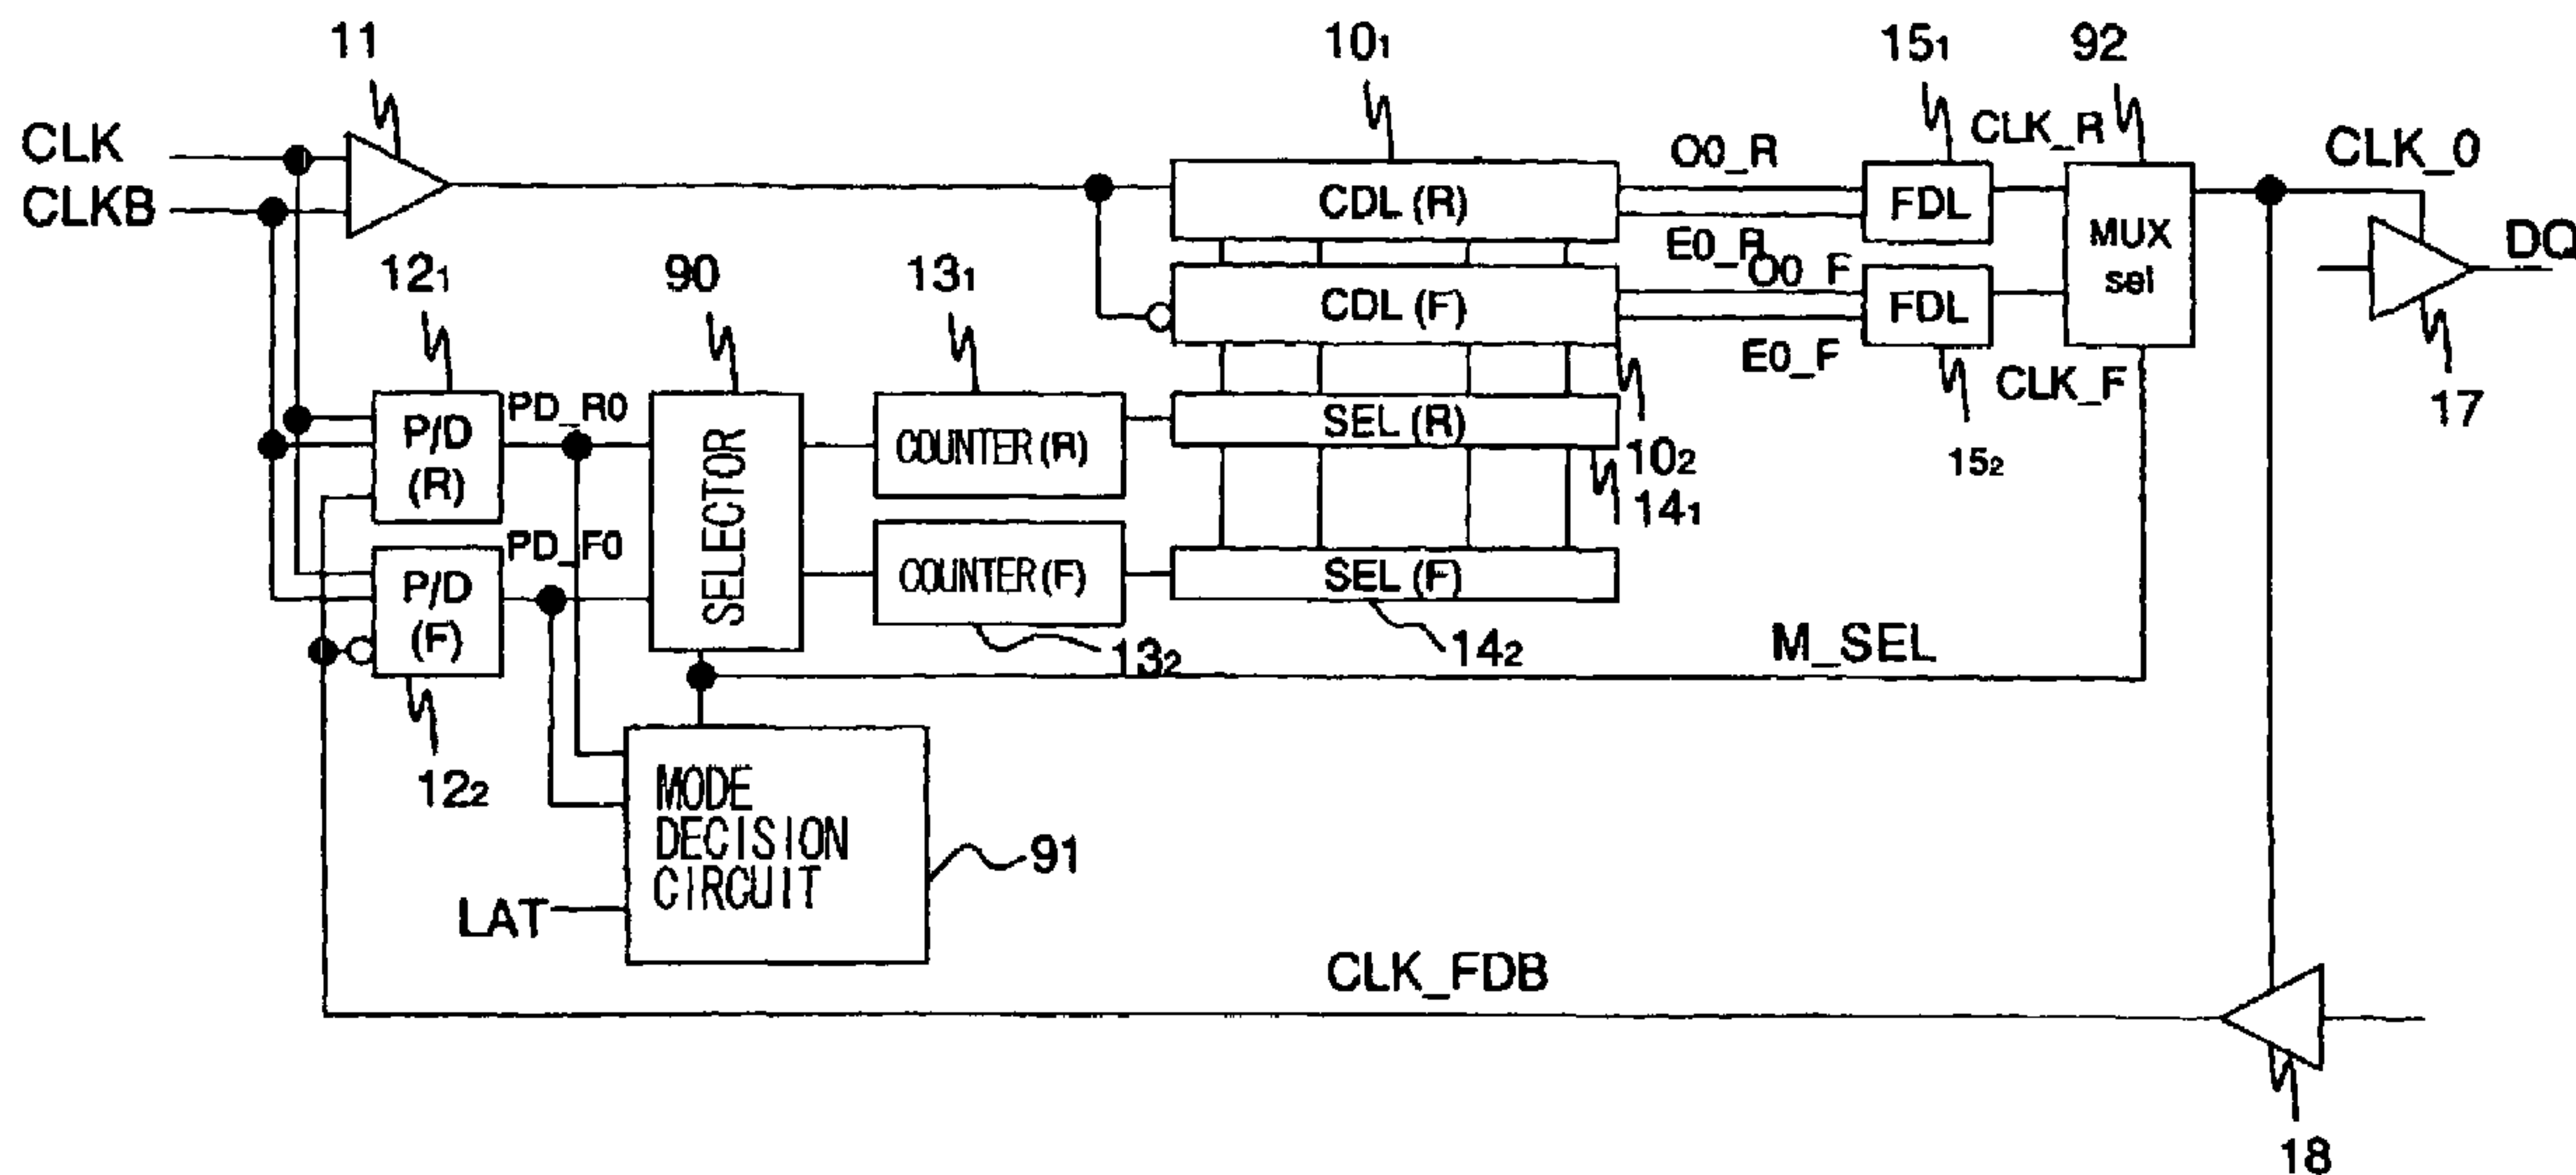 11
10₁
15₁
92
CLK
CLKB
CDL (R)
O0_R
E0_R
FDL
CLK_R
MUX
sel
CLK_0
DQ
17
12₁
90
13₁
CDL (F)
O0_F
E0_F
FDL
CLK_F
10₂
15₂
P/D
(R)
PD_R0
SELECTOR
COUNTER (R)
SEL (R)
14₁
P/D
(F)
PD_F0
COUNTER (F)
SEL (F)
12₂
13₂
14₂
M_SEL
MODE
DECISION
CIRCUIT
91
LAT
CLK_FDB
18